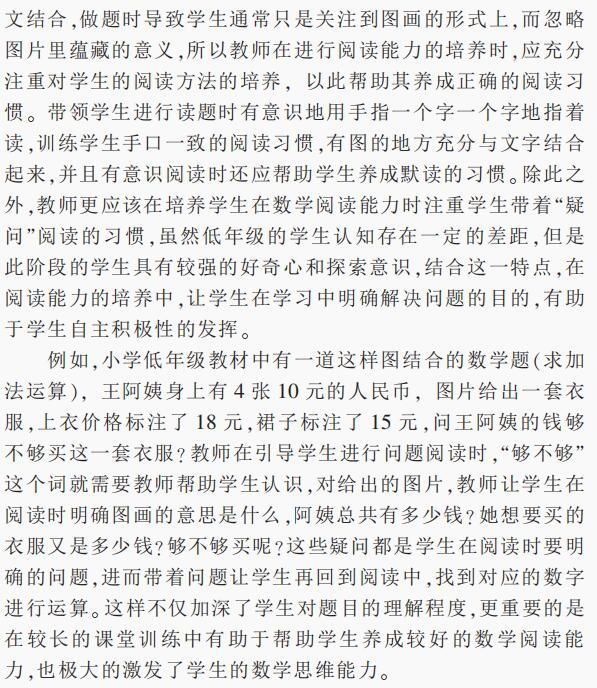 文结合,做题时导致学生通常只是关注到图画的形式上,而忽略
图片里蕴藏的意义,所以教师在进行阅读能力的培养时,应充分
注重对学生的阅读方法的培养，以此帮助其养成正确的阅读习
惯。带领学生进行读题时有意识地用手指一个字一个字地指着
读,训练学生手口一致的阅读习惯,有图的地方充分与文字结合
起来,并且有意识阅读时还应帮助学生养成默读的习惯。除此之
外,教师更应该在培养学生在数学阅读能力时注重学生带着“疑
问”阅读的习惯,虽然低年级的学生认知存在一定的差距,但是
此阶段的学生具有较强的好奇心和探索意识,结合这一特点,在
阅读能力的培养中,让学生在学习中明确解决问题的目的,有助
于学生自主积极性的发挥。
例如,小学低年级教材中有一道这样图结合的数学题(求加
法运算)，王阿姨身上有 4 张 10 元的人民币，图片给出一套衣
服,上衣价格标注了 18 元,裙子标注了 15 元,问王阿姨的钱够
不够买这一套衣服?教师在引导学生进行问题阅读时,“够不够”
这个词就需要教师帮助学生认识,对给出的图片,教师让学生在
阅读时明确图画的意思是什么,阿姨总共有多少钱?她想要买的
衣服又是多少钱?够不够买呢?这些疑问都是学生在阅读时要明
确的问题,进而带着问题让学生再回到阅读中,找到对应的数字
进行运算。这样不仅加深了学生对题目的理解程度,更重要的是
在较长的课堂训练中有助于帮助学生养成较好的数学阅读能
力,也极大的激发了学生的数学思维能力。